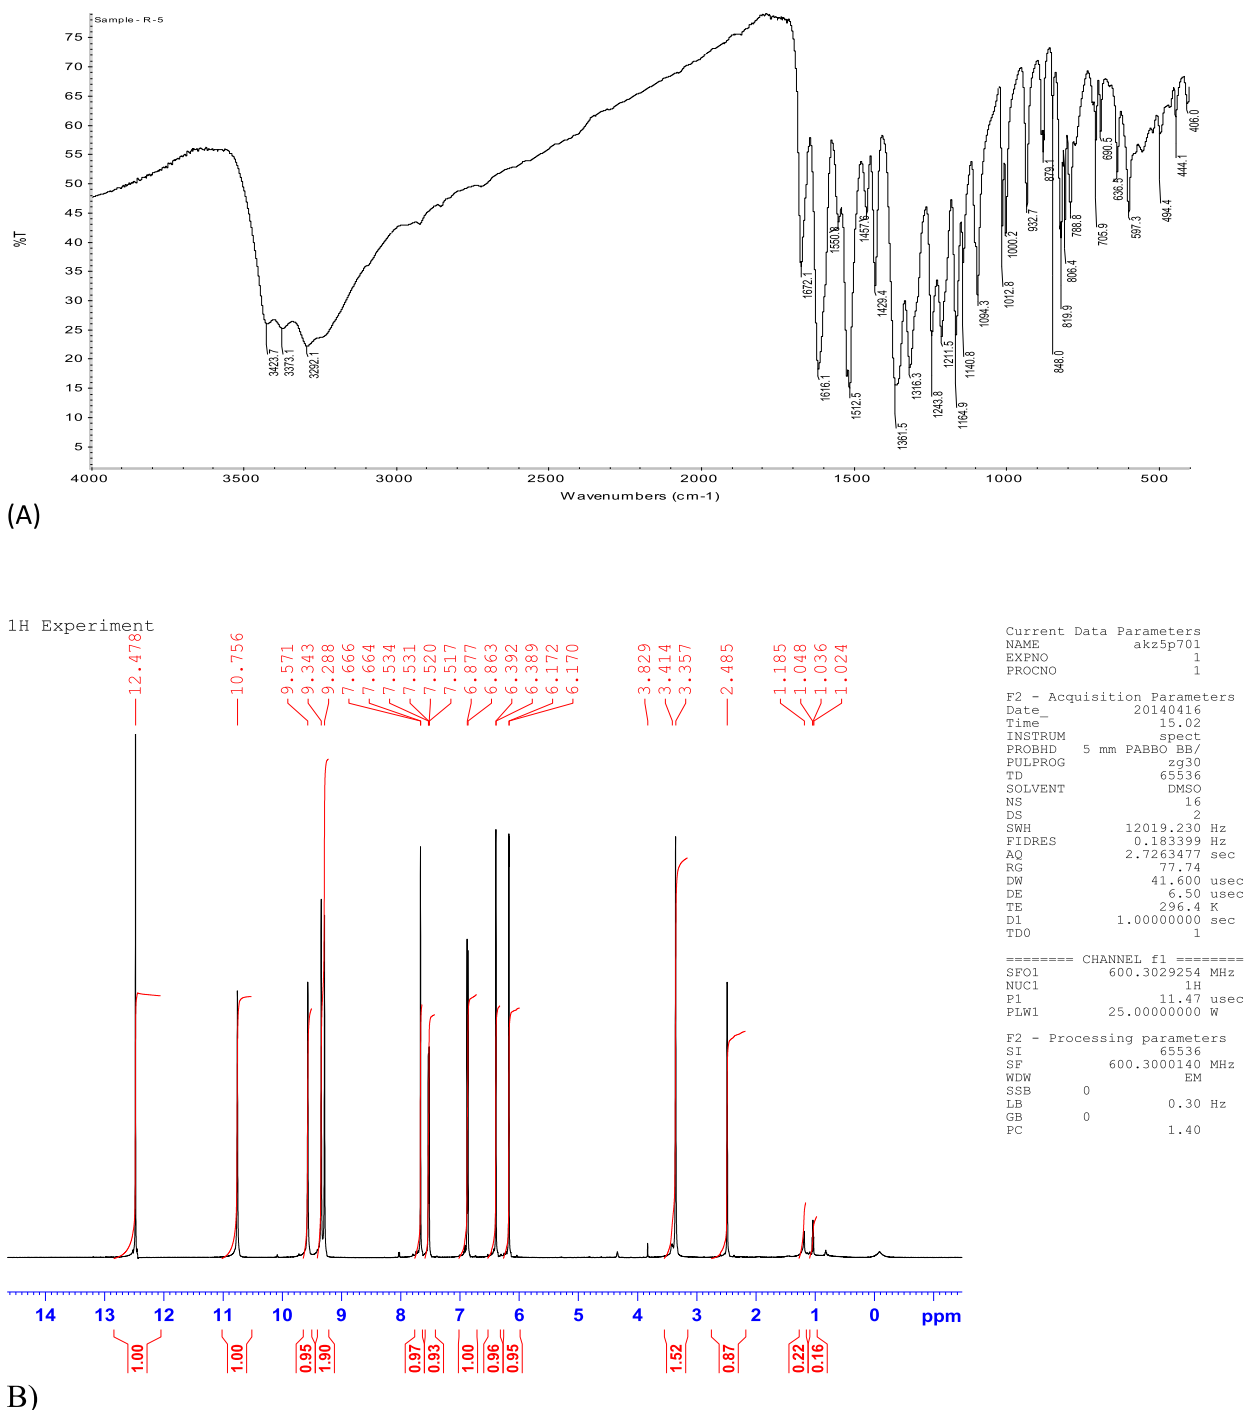 Sample - R-5
75
70
65
60
55
50
45
40
35
30
25
20
15
10
5
%T
3423.7
3373.1
3292.1
1672.1
1616.1
1550.8
1512.5
1457.6
1429.4
1361.5
1316.3
1243.8
1211.5
1164.9
1140.8
1094.3
1012.8
1000.2
932.7
879.1
848.0
819.9
806.4
788.8
705.9
690.5
636.5
597.3
494.4
444.1
406.0
4000 3500 3000 2500 2000 1500 1000 500
Wavenumbers (cm-1)
(A)
1H Experiment
12.478
10.756
9.571
9.343
9.288
7.666
7.664
7.534
7.531
7.520
7.517
6.877
6.863
6.392
6.389
6.172
6.170
3.829
3.414
3.357
2.485
1.185
1.048
1.036
1.024
Current Data Parameters
NAME akz5p701
EXPNO 1
PROCNO 1
F2 - Acquisition Parameters
Date_ 20140416
Time 15.02
INSTRUM spect
PROBHD 5 mm PABBO BB/
PULPROG zg30
TD 65536
SOLVENT DMSO
NS 16
DS 2
SWH 12019.230 Hz
FIDRES 0.183399 Hz
AQ 2.7263477 sec
RG 77.74
DW 41.600 usec
DE 6.50 usec
TE 296.4 K
D1 1.00000000 sec
TD0 1
======== CHANNEL f1 ========
SFO1 600.3029254 MHz
NUC1 1H
P1 11.47 usec
PLW1 25.00000000 W
F2 - Processing parameters
SI 65536
SF 600.3000140 MHz
WDW EM
SSB 0
LB 0.30 Hz
GB 0
PC 1.40
14 13 12 11 10 9 8 7 6 5 4 3 2 1 0 ppm
1.00
1.00
0.95
1.90
0.97
0.93
1.00
0.96
0.95
1.52
0.87
0.22
0.16
B)